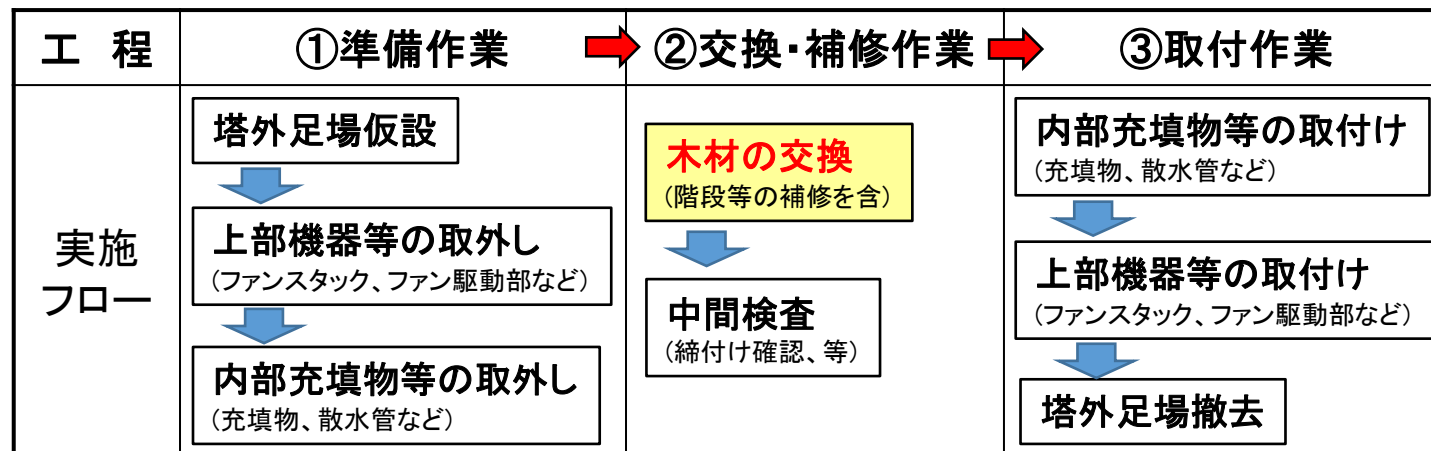 工 程
①準備作業
②交換・補修作業
③取付作業
実施
フロー
塔外足場仮設
上部機器等の取外し
(ファンスタック、ファン駆動部など)
内部充填物等の取外し
(充填物、散水管など)
木材の交換
(階段等の補修を含)
中間検査
(締付け確認、等)
内部充填物等の取付け
(充填物、散水管など)
上部機器等の取付け
(ファンスタック、ファン駆動部など)
塔外足場撤去